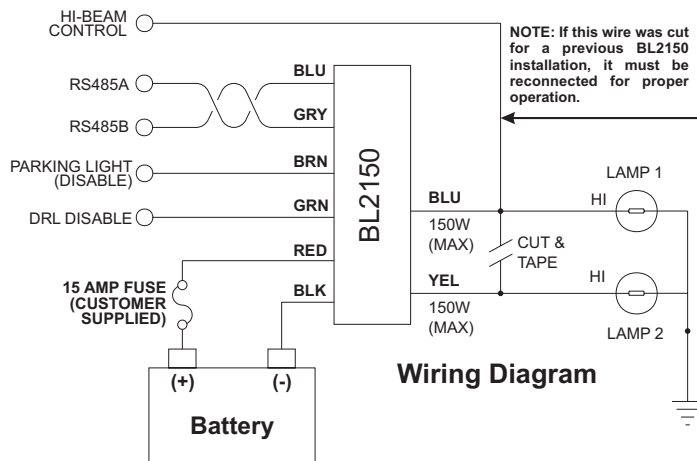 HI-BEAM
CONTROL
NOTE: If this wire was cut
for a previous BL2150
installation, it must be
reconnected for proper
operation.
RS485A
BLU
RS485B
GRY
PARKING LIGHT
(DISABLE)
BRN
DRL DISABLE
GRN
RED
BLK
BL2150
15 AMP FUSE
(CUSTOMER
SUPPLIED)
BLU
150W
(MAX)
CUT &
TAPE
YEL
150W
(MAX)
LAMP 1
HI
HI
LAMP 2
(+)
(-)
Battery
Wiring Diagram